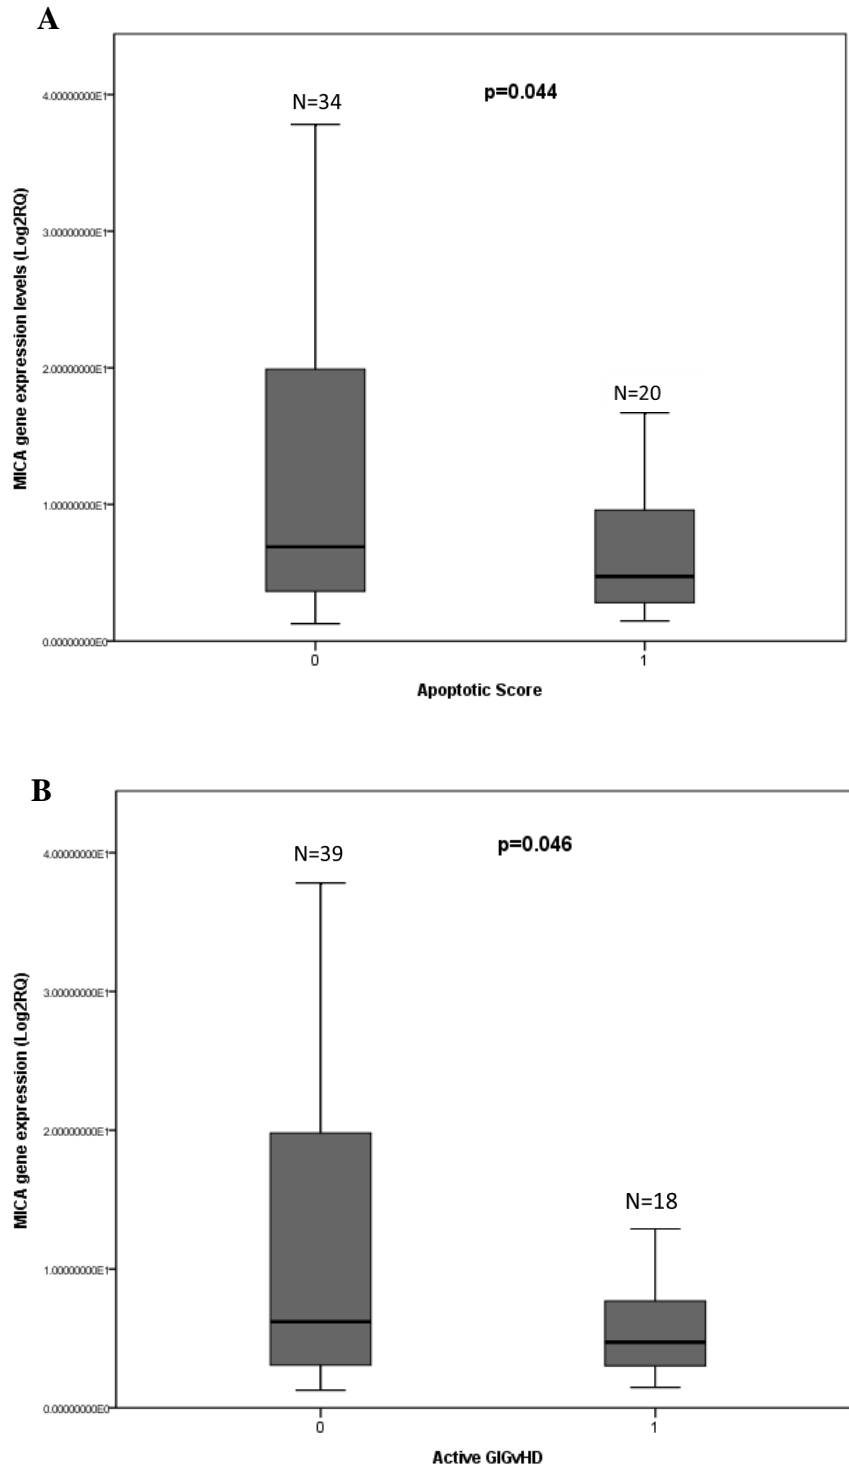 A
MICA gene expression levels (Log2RQ)
4.00000000E1
3.00000000E1
2.00000000E1
1.00000000E1
0.00000000E0
N=34
p=0.044
N=20
0
1
Apoptotic Score
B
MICA gene expression (Log2RQ)
4.00000000E1
3.00000000E1
2.00000000E1
1.00000000E1
0.00000000E0
N=39
p=0.046
N=18
0
1
Active GIGvHD